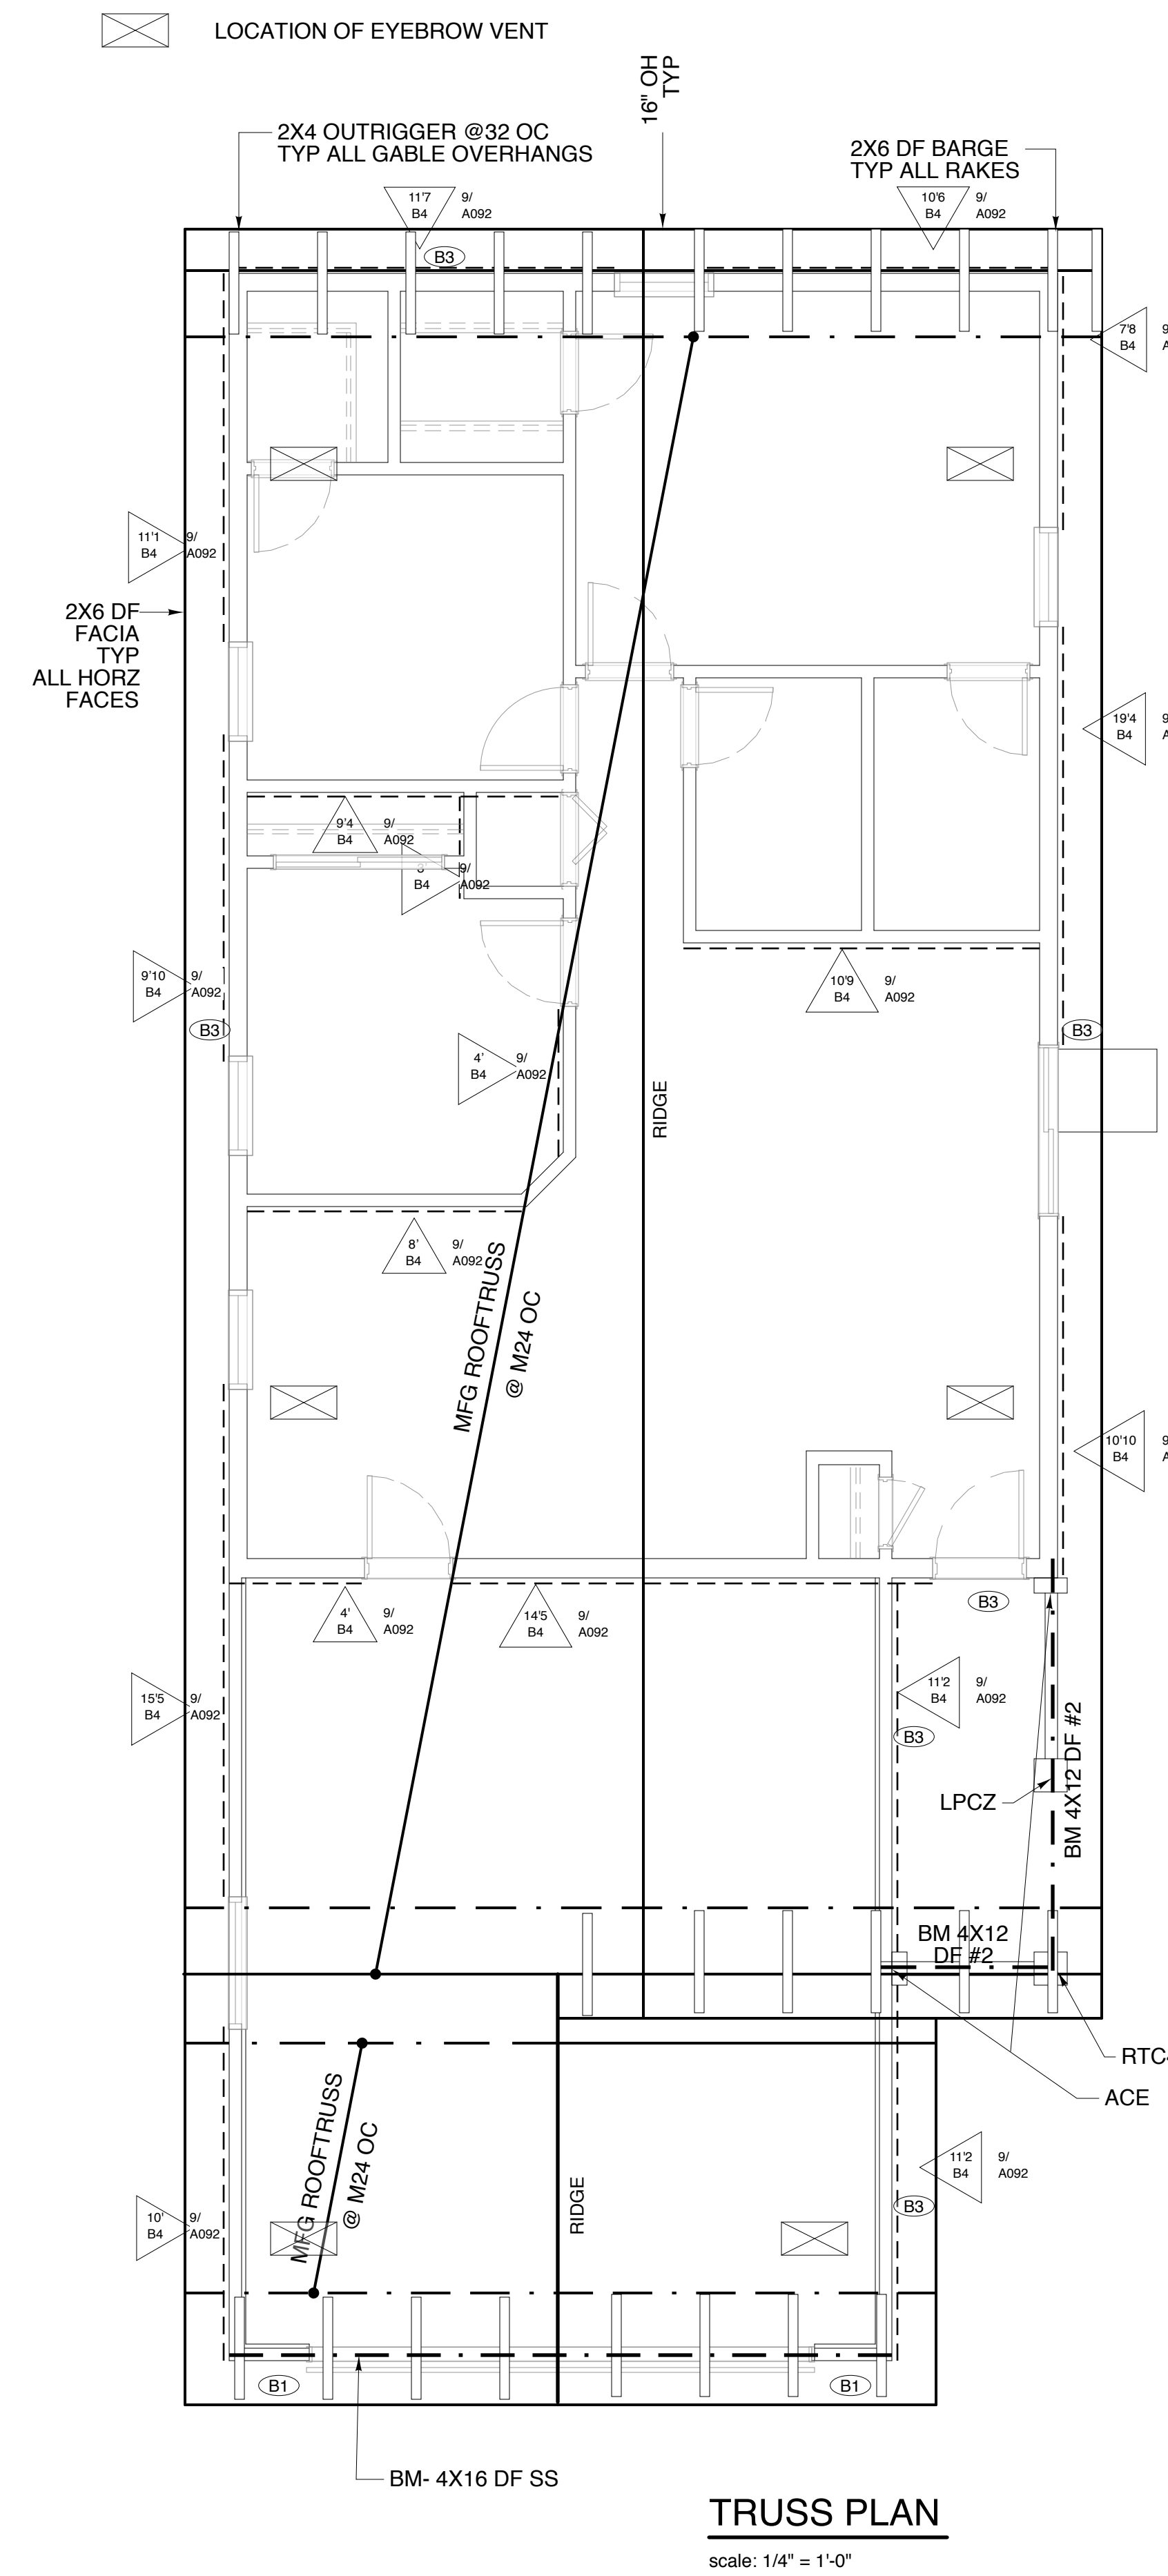 LOCATION OF EYEBROW VENT
16" OH
TYP
2X4 OUTRIGGER @32 OC
TYP ALL GABLE OVERHANGS
2X6 DF BARGE
TYP ALL RAKES
11'7
B4
9/
A092
10'6
B4
9/
A092
B3
7'8
B4
9
A
11'1
B4
9/
A092
2X6 DF
FACIA
TYP
ALL HORZ
FACES
19'4
B4
9
A
9'4
B4
9/
A092
3'
B4
9/
A092
9'10
B4
9/
A092
10'9
B4
9/
A092
B3
B3
4'
B4
9/
A092
RIDGE
8'
B4
9/
A092
MFG ROOFTRUSS
@ M24 OC
10'10
B4
9
A
B3
4'
B4
9/
A092
14'5
B4
9/
A092
15'5
B4
9/
A092
11'2
B4
9/
A092
B3
BM 4X12 DF #2
LPCZ
BM 4X12
DF #2
RTC4
ACE
MFG ROOFTRUSS
@ M24 OC
RIDGE
11'2
B4
9/
A092
B3
10'
B4
9/
A092
B1
B1
BM- 4X16 DF SS
TRUSS PLAN
scale: 1/4" = 1'-0"